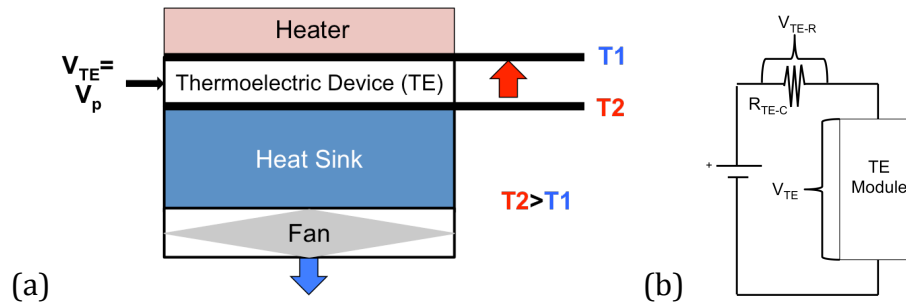 Heater
T1
V_TE=
V_p
Thermoelectric Device (TE)
T2
Heat Sink
T2>T1
Fan
(a)
V_TE-R
R_TE-C
+
V_TE
TE
Module
(b)